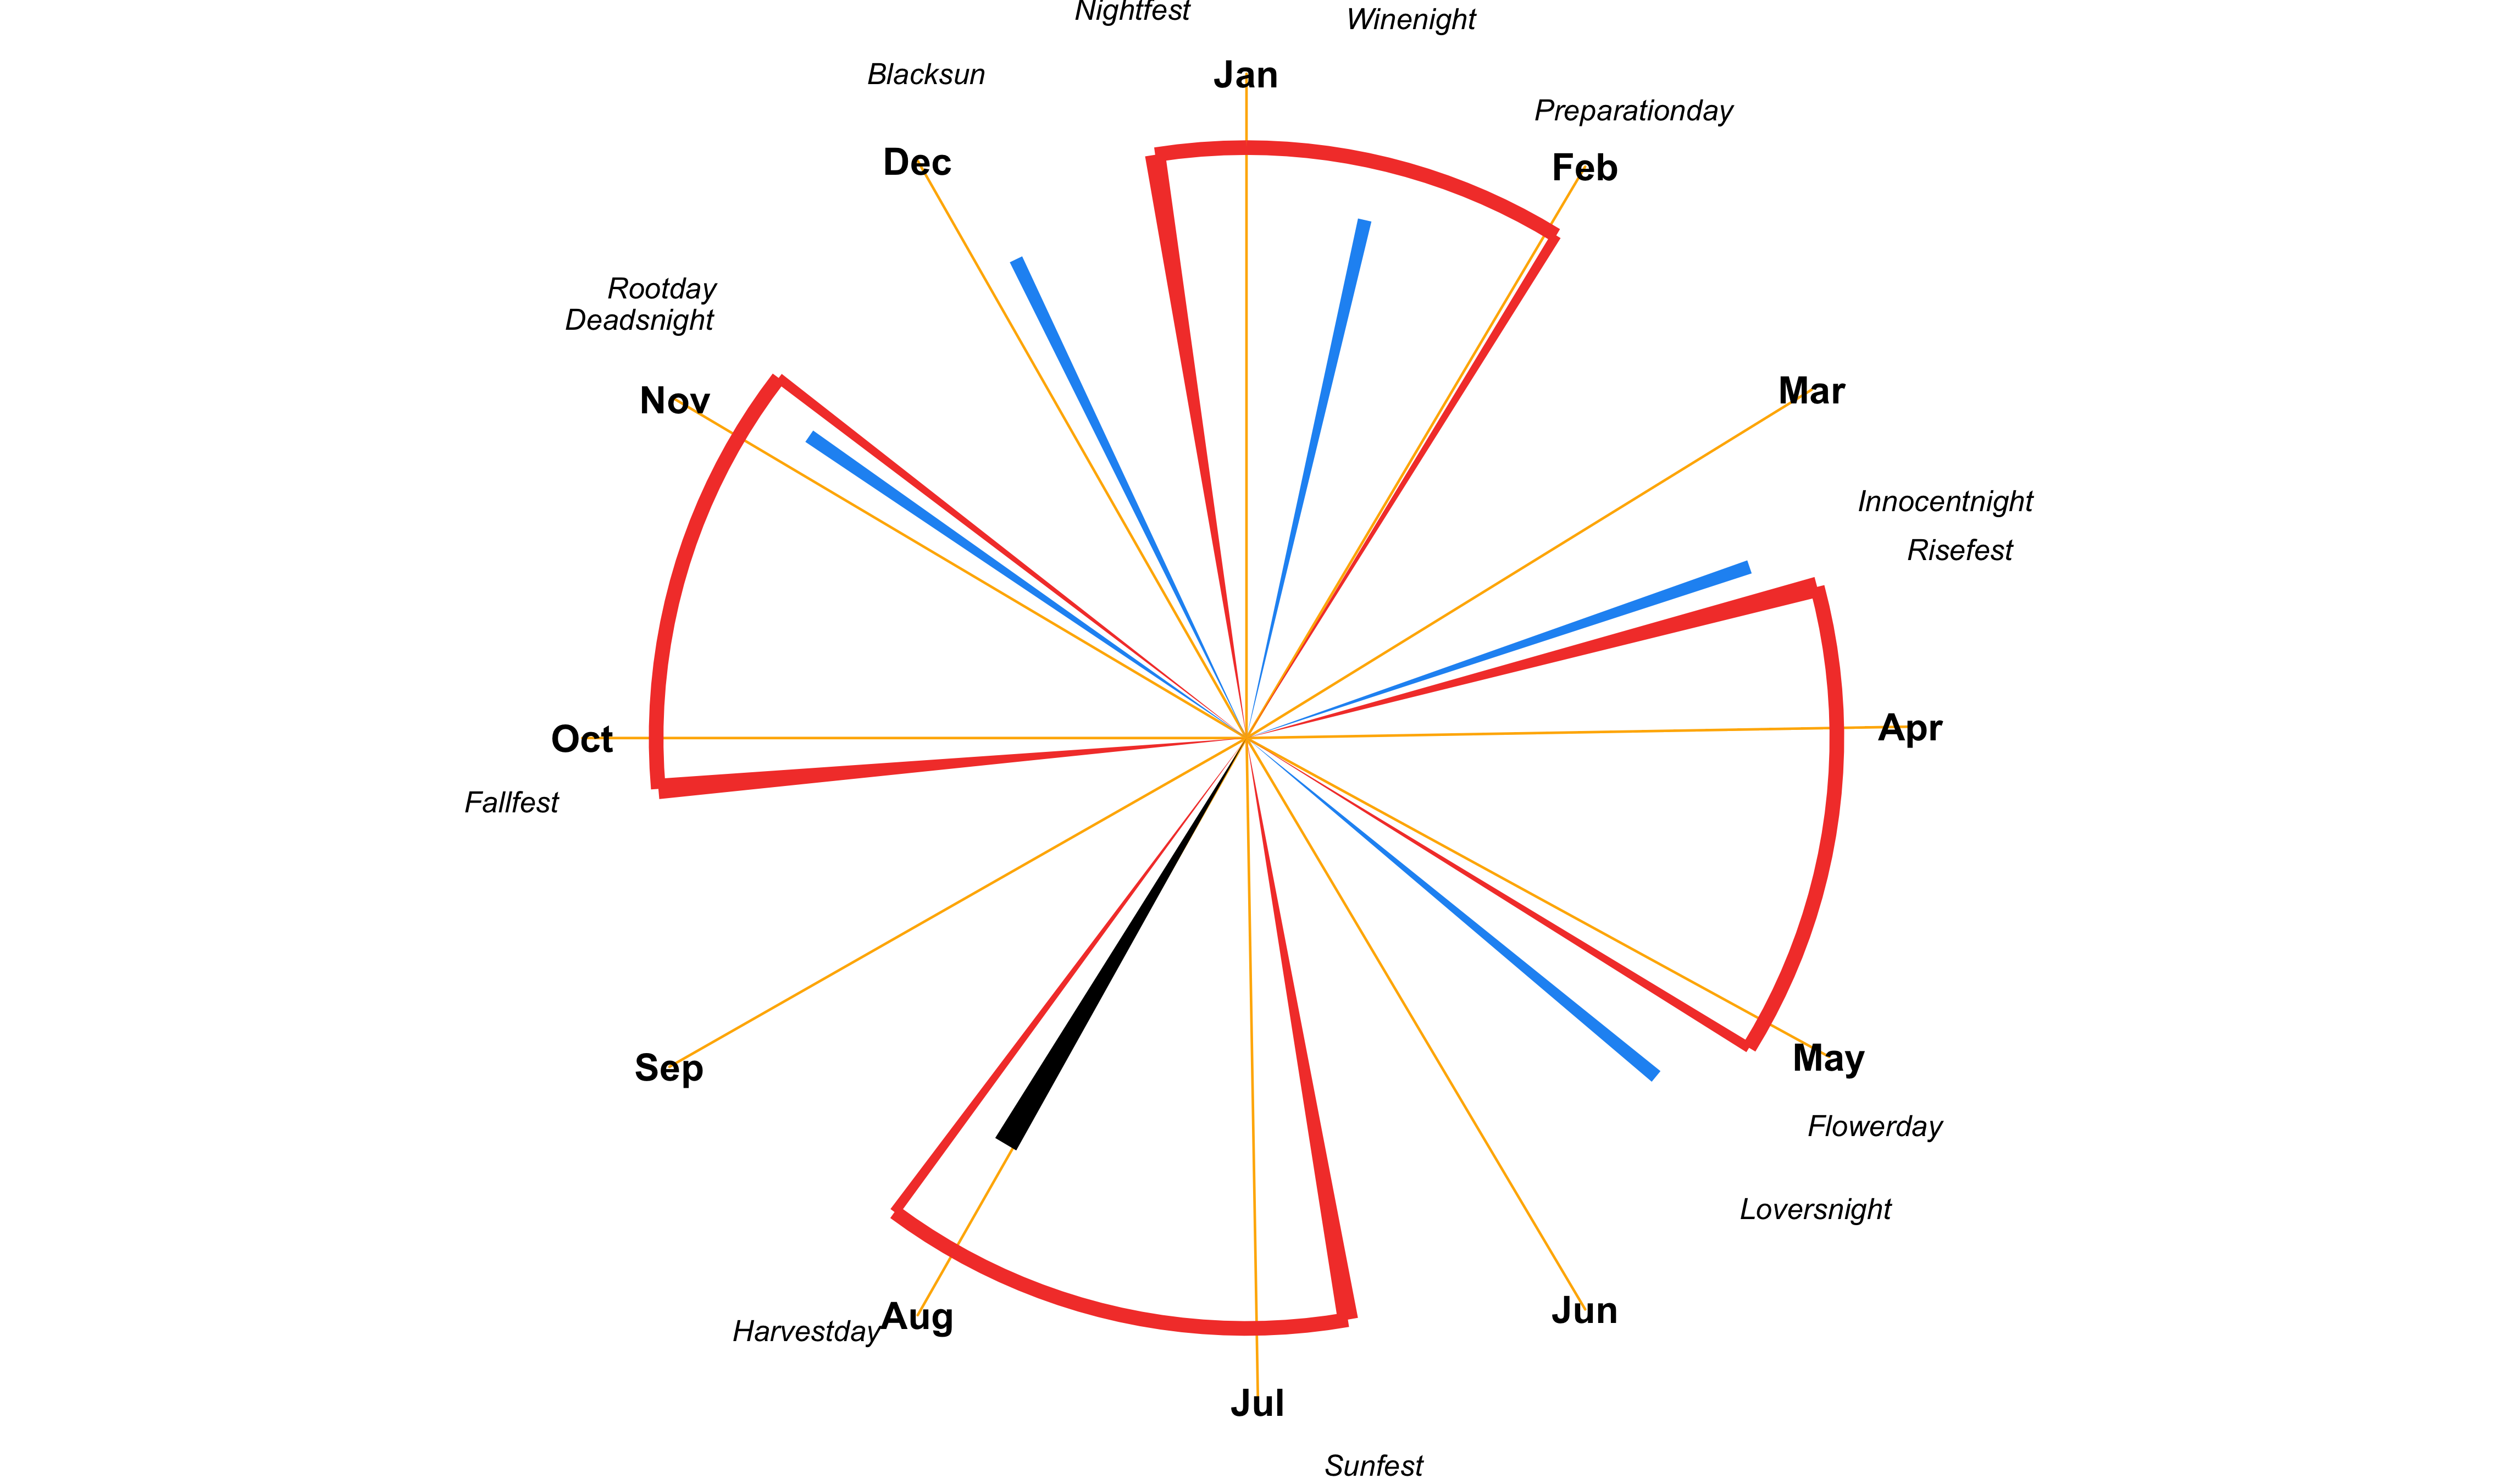 Nightfest
Winenight
Blacksun
Jan
Preparationday
Dec
Feb
Rootday
Deadsnight
Nov
Mar
Innocentnight
Risefest
Oct
Apr
Fallfest
Sep
May
Flowerday
Loversnight
Harvestday
Aug
Jun
Jul
Sunfest